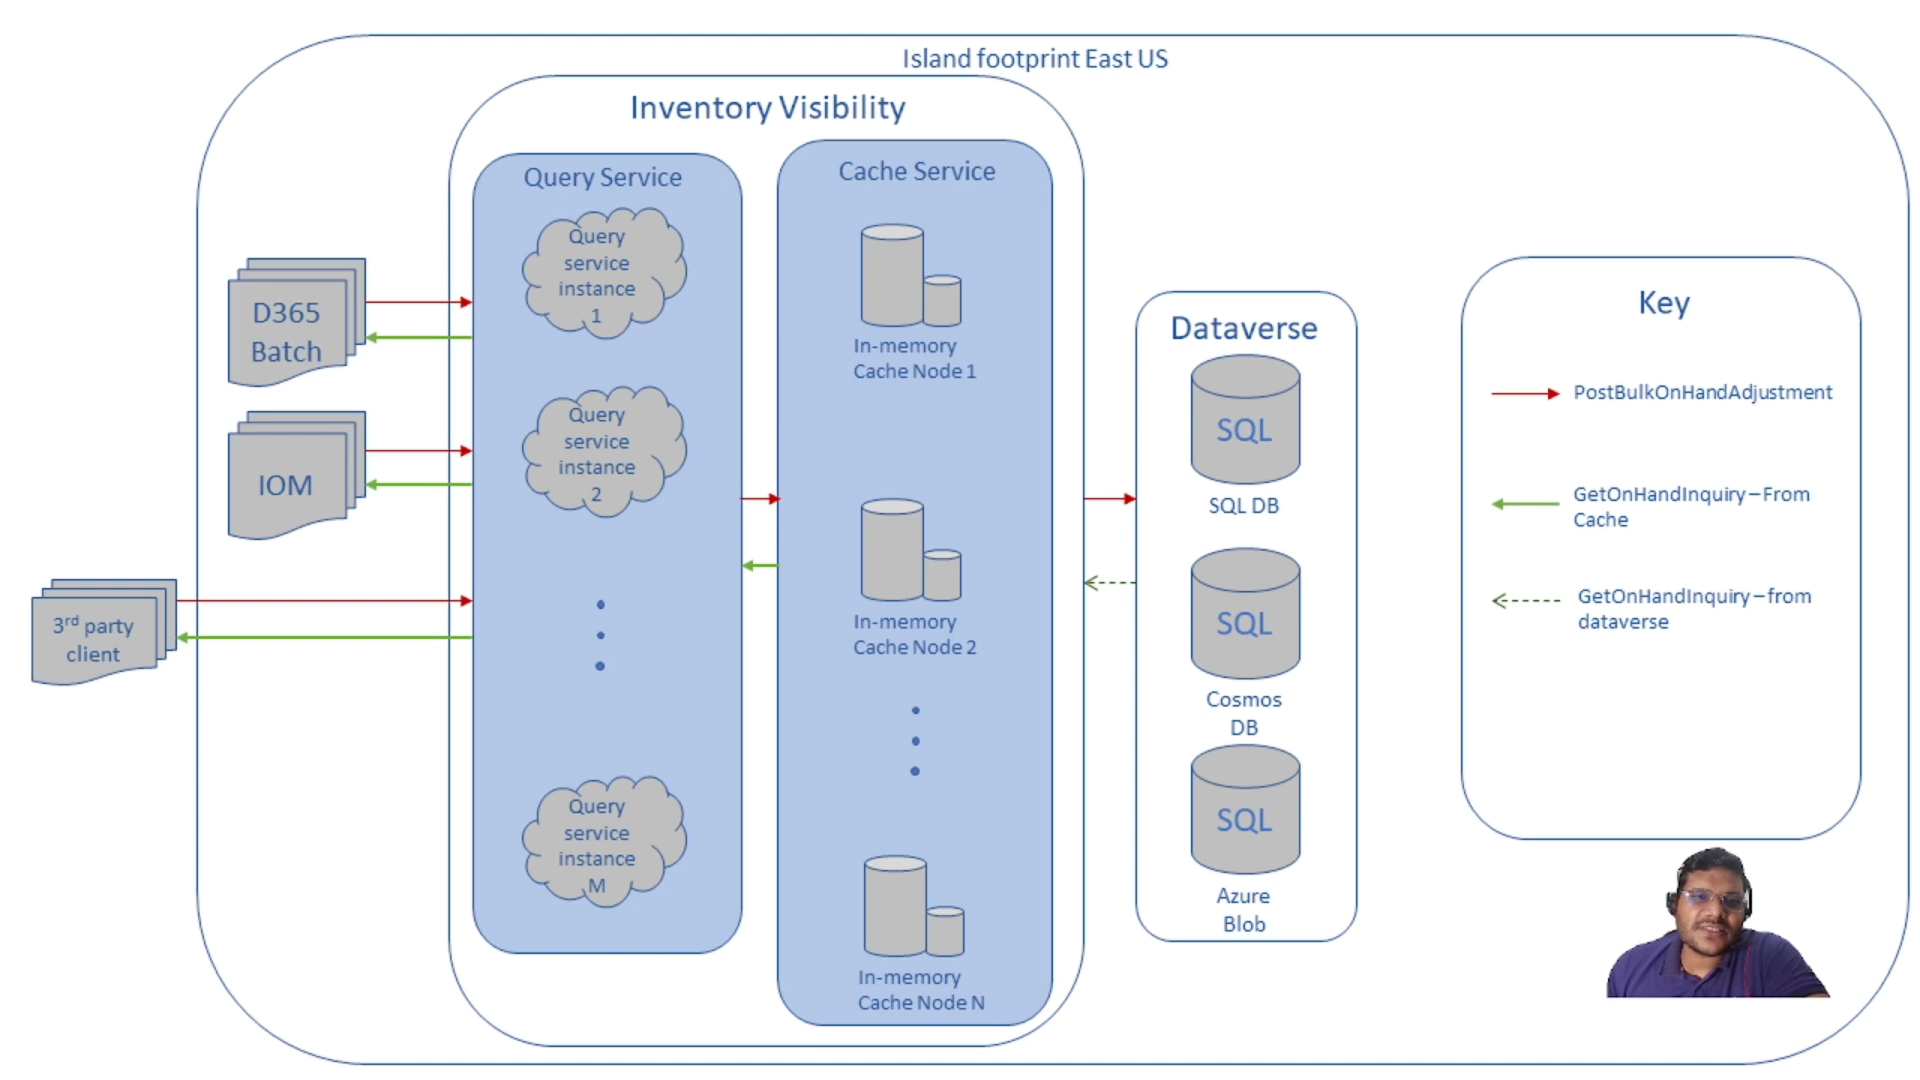 Island footprint East US
Inventory Visibility
Query Service
Query
service
instance
1
Query
service
instance
2
Query
service
instance
M
Cache Service
In-memory
Cache Node 1
In-memory
Cache Node 2
In-memory
Cache Node N
D365
Batch
IOM
3rd party
client
Dataverse
SQL
SQL DB
SQL
Cosmos
DB
SQL
Azure
Blob
Key
PostBulkOnHandAdjustment
GetOnHandInquiry – From
Cache
GetOnHandInquiry – from
dataverse